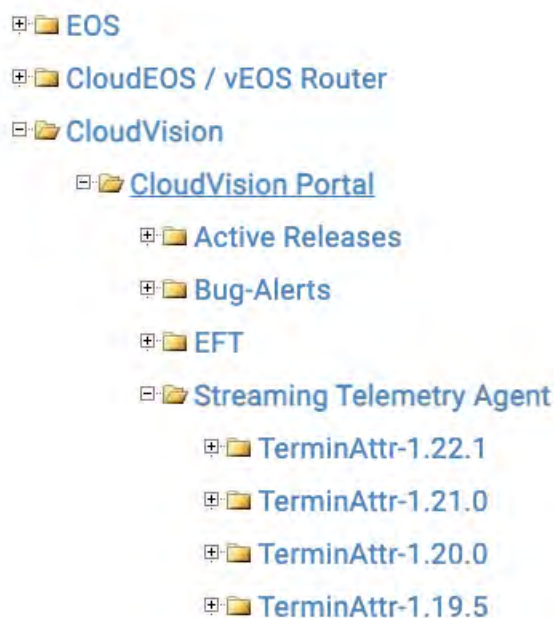 EOS
CloudEOS / vEOS Router
CloudVision
CloudVision Portal
Active Releases
Bug-Alerts
EFT
Streaming Telemetry Agent
TerminAttr-1.22.1
TerminAttr-1.21.0
TerminAttr-1.20.0
TerminAttr-1.19.5